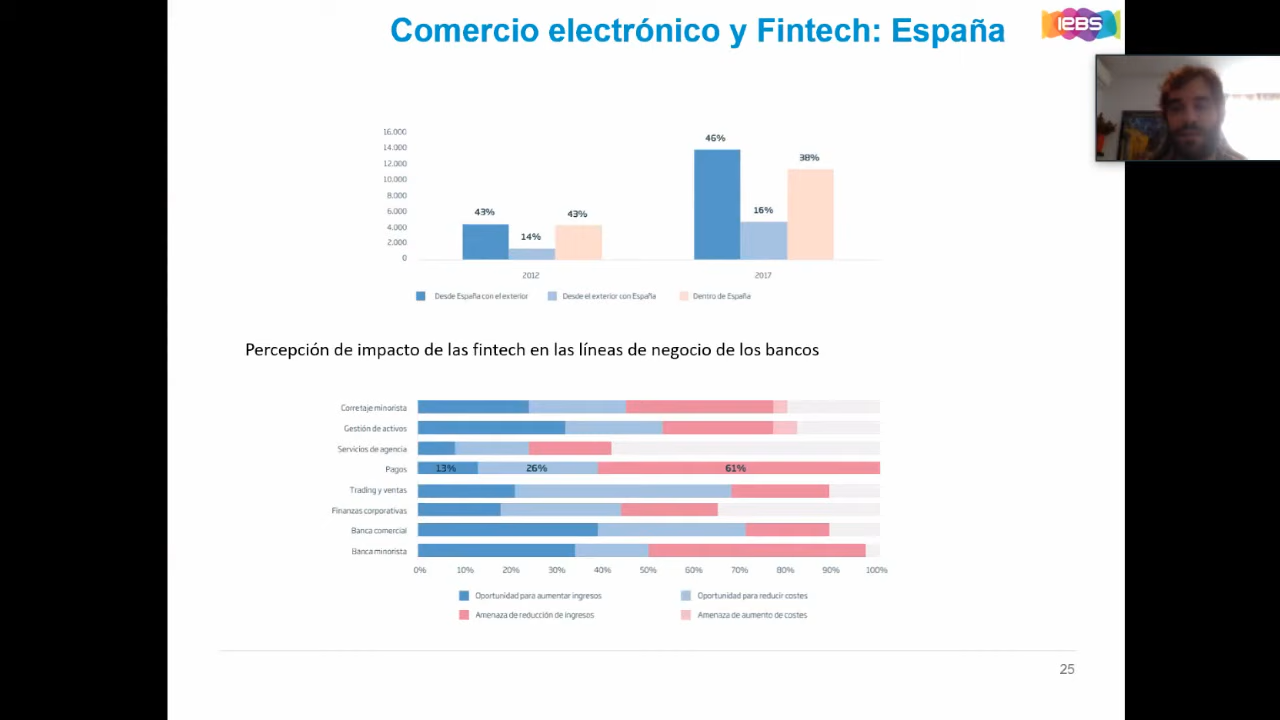 Comercio electrónico y Fintech: España
IEBS
16.000
14.000
12.000
10.000
8.000
6.000
4.000
2.000
0
43%
14%
43%
46%
16%
38%
2012
2017
Desde España con el exterior
Desde el exterior con España
Dentro de España
Percepción de impacto de las fintech en las líneas de negocio de los bancos
Corretaje minorista
Gestión de activos
Servicios de agencia
Pagos 13% 26% 61%
Trading y ventas
Finanzas corporativas
Banca comercial
Banca minorista
0% 10% 20% 30% 40% 50% 60% 70% 80% 90% 100%
Oportunidad para aumentar ingresos
Oportunidad para reducir costes
Amenaza de reducción de ingresos
Amenaza de aumento de costes
25